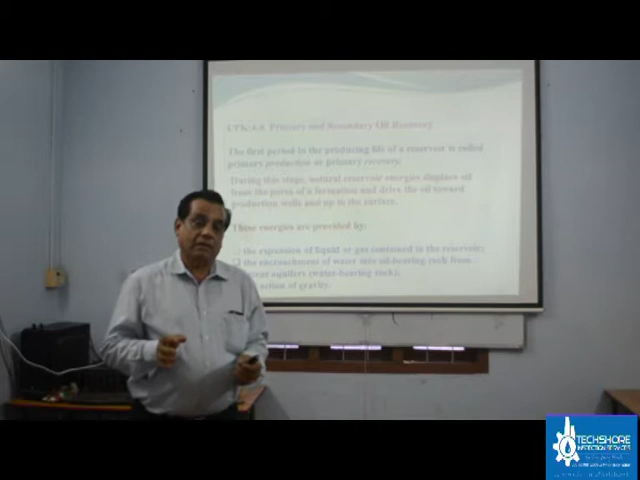 Primary and Secondary Oil Recovery
The first period in the producing life of a reservoir is called
primary production or primary recovery.
During this stage, natural reservoir energies displace oil
from the pores of a formation and drive the oil toward
production wells and up to the surface.
These energies are provided by:
the expansion of liquid or gas contained in the reservoir;
the encroachment of water into oil-bearing rock from
aquifers (water-bearing rock);
action of gravity.
TECHSHORE
INSPECTION SERVICES